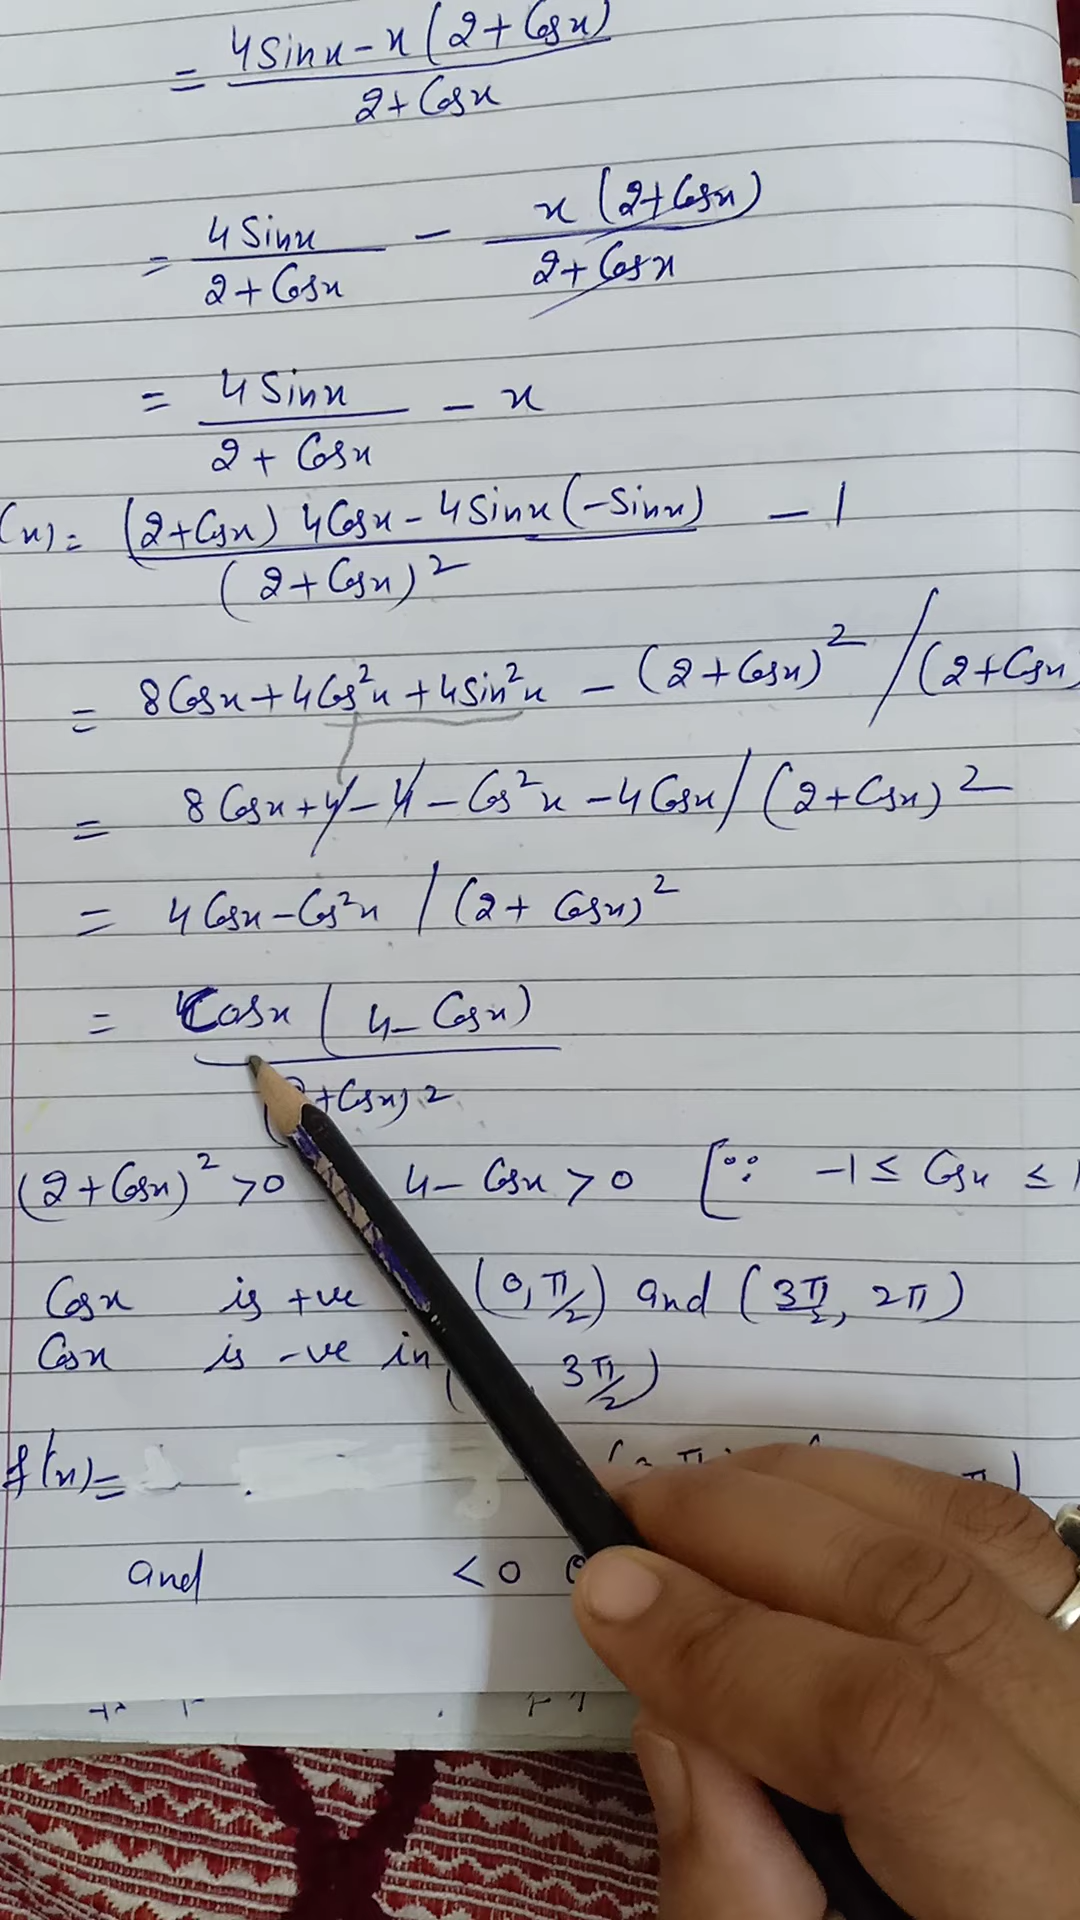 = 4Sinx - x(2+Cosx) / 2+Cosx
= 4Sinx / 2+Cosx - x(2+Cosx) / 2+Cosx
= 4Sinx / 2+Cosx - x
(x) = (2+Cosx) 4Cosx - 4Sinx(-Sinx) / (2+Cosx)² - 1
= 8Cosx + 4Cos²x + 4Sin²x - (2+Cosx)² / (2+Cosx
= 8Cosx + 4 - 4 - Cos²x - 4Cosx / (2+Cosx)²
= 4Cosx - Cos²x / (2+Cosx)²
= Cosx (4-Cosx) / +Cosx)2
(2+Cosx)² >0 4-Cosx >0 [∵ -1 ≤ Cosx ≤ 1
Cosx is +ve (0, π/2) and (3π/2, 2π)
Cosx is -ve in ( , 3π/2)
f'(x) =
and <0